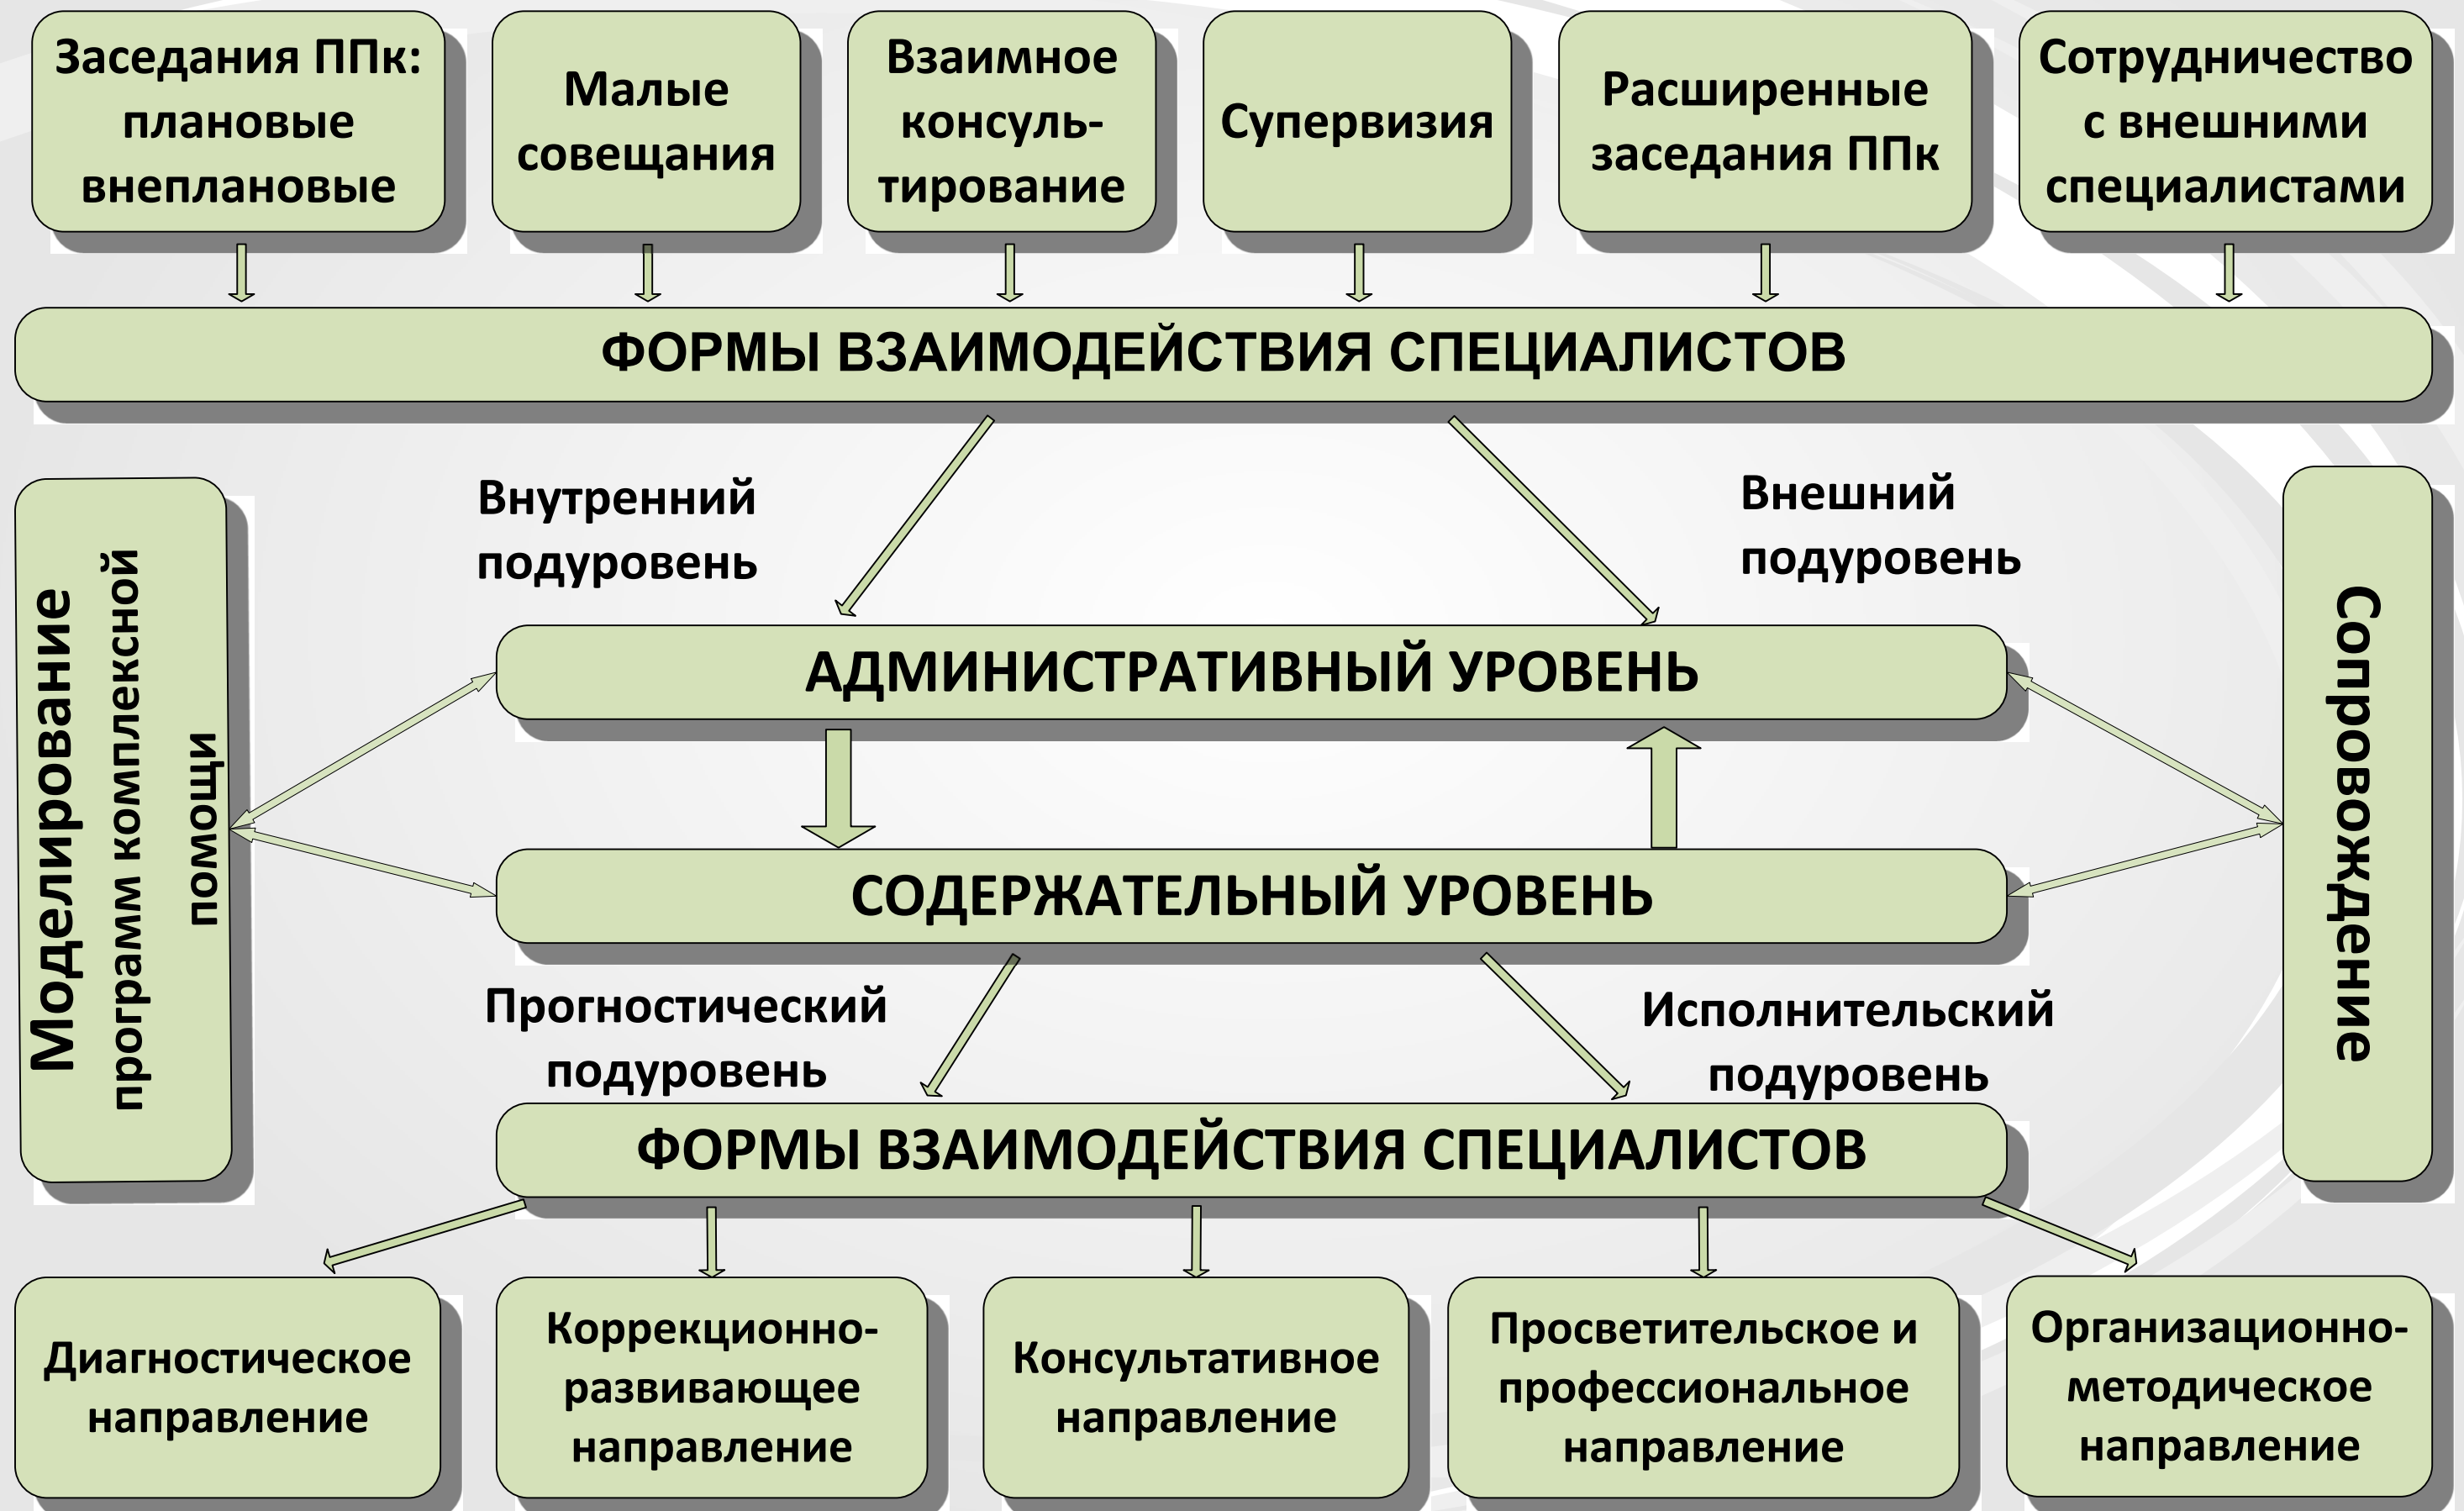 Заседания ППк:
плановые
внеплановые
Малые
совещания
Взаимное
консуль-
тирование
Супервизия
Расширенные
заседания ППк
Сотрудничество
с внешними
специалистами
ФОРМЫ ВЗАИМОДЕЙСТВИЯ СПЕЦИАЛИСТОВ
Моделирование
программ комплексной
помощи
Внутренний
подуровень
Внешний
подуровень
Сопровождение
АДМИНИСТРАТИВНЫЙ УРОВЕНЬ
СОДЕРЖАТЕЛЬНЫЙ УРОВЕНЬ
Прогностический
подуровень
Исполнительский
подуровень
ФОРМЫ ВЗАИМОДЕЙСТВИЯ СПЕЦИАЛИСТОВ
Диагностическое
направление
Коррекционно-
развивающее
направление
Консультативное
направление
Просветительское и
профессиональное
направление
Организационно-
методическое
направление